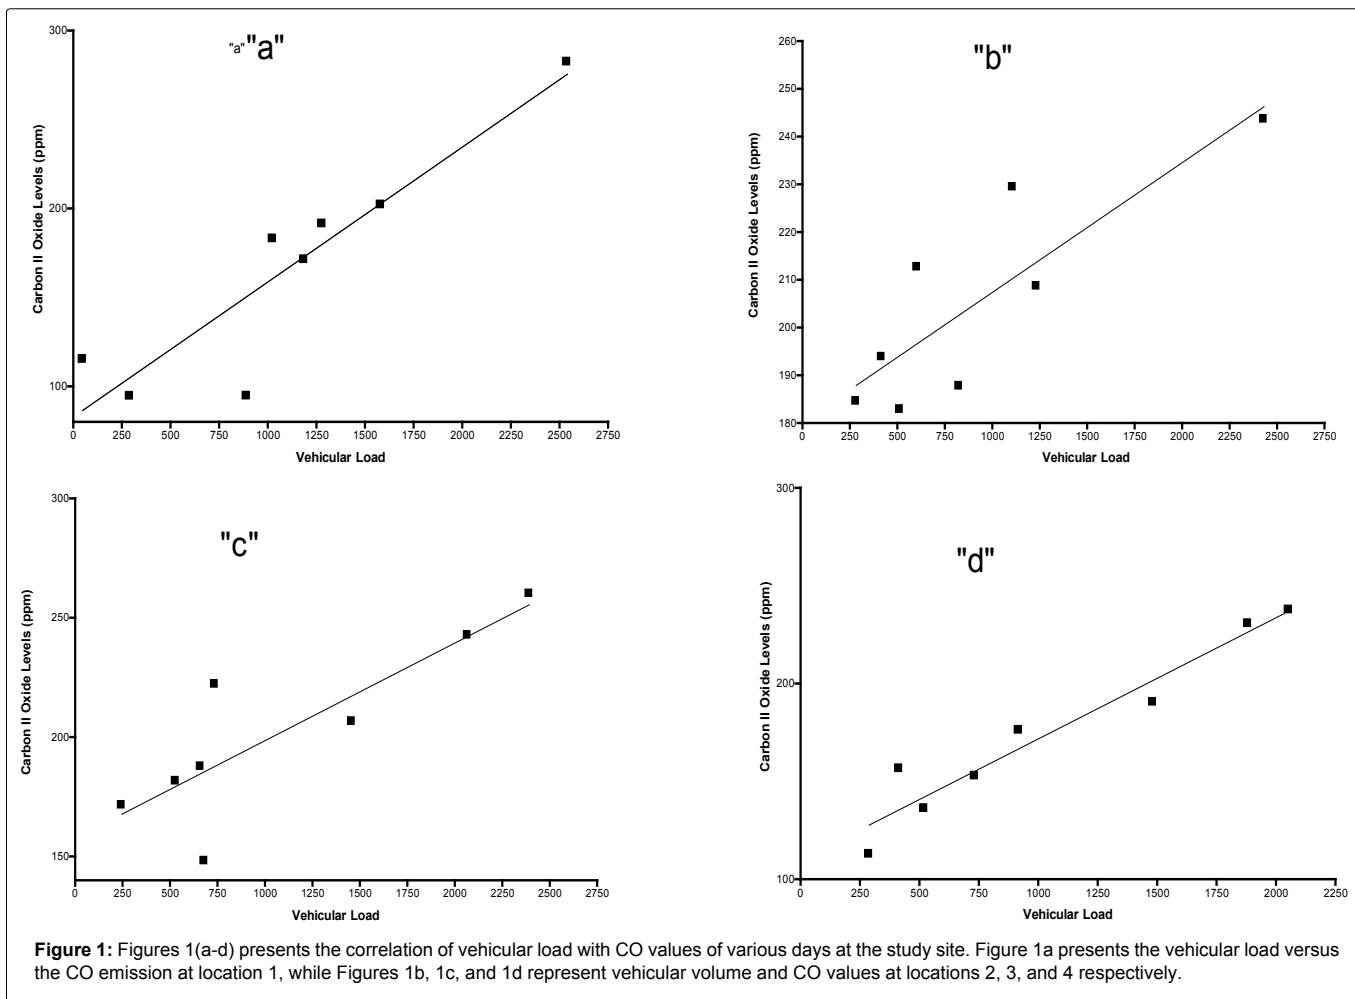 "a" "a"
300
200
100
Carbon II Oxide Levels (ppm)
0 250 500 750 1000 1250 1500 1750 2000 2250 2500 2750
Vehicular Load
"b"
260
250
240
230
220
210
200
190
180
Carbon II Oxide Levels (ppm)
0 250 500 750 1000 1250 1500 1750 2000 2250 2500 2750
Vehicular Load
"c"
300
250
200
150
Carbon II Oxide Levels (ppm)
0 250 500 750 1000 1250 1500 1750 2000 2250 2500 2750
Vehicular Load
"d"
300
200
100
Carbon II Oxide Levels (ppm)
0 250 500 750 1000 1250 1500 1750 2000 2250
Vehicular Load
Figure 1: Figures 1(a-d) presents the correlation of vehicular load with CO values of various days at the study site. Figure 1a presents the vehicular load versus
the CO emission at location 1, while Figures 1b, 1c, and 1d represent vehicular volume and CO values at locations 2, 3, and 4 respectively.